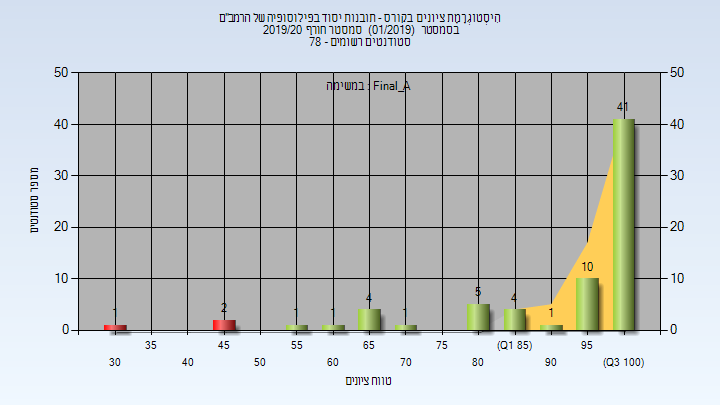 הִיסְטוֹגְרָמַת ציונים בקורס - תובנות יסוד בפילוסופיה של הרמב"ם
בסמסטר (01/2019) סמסטר חורף 2019/20
סטודנטים רשומים - 78
במשימה : Final_A
50 50
41
40 40
30 30
20 20
10
10 10
5
4 4
2
1 1 1 1 1
0 0
מספר סטודנטים
35 45 55 65 75 (Q1 85) 95
30 40 50 60 70 80 90 (Q3 100)
טווח ציונים